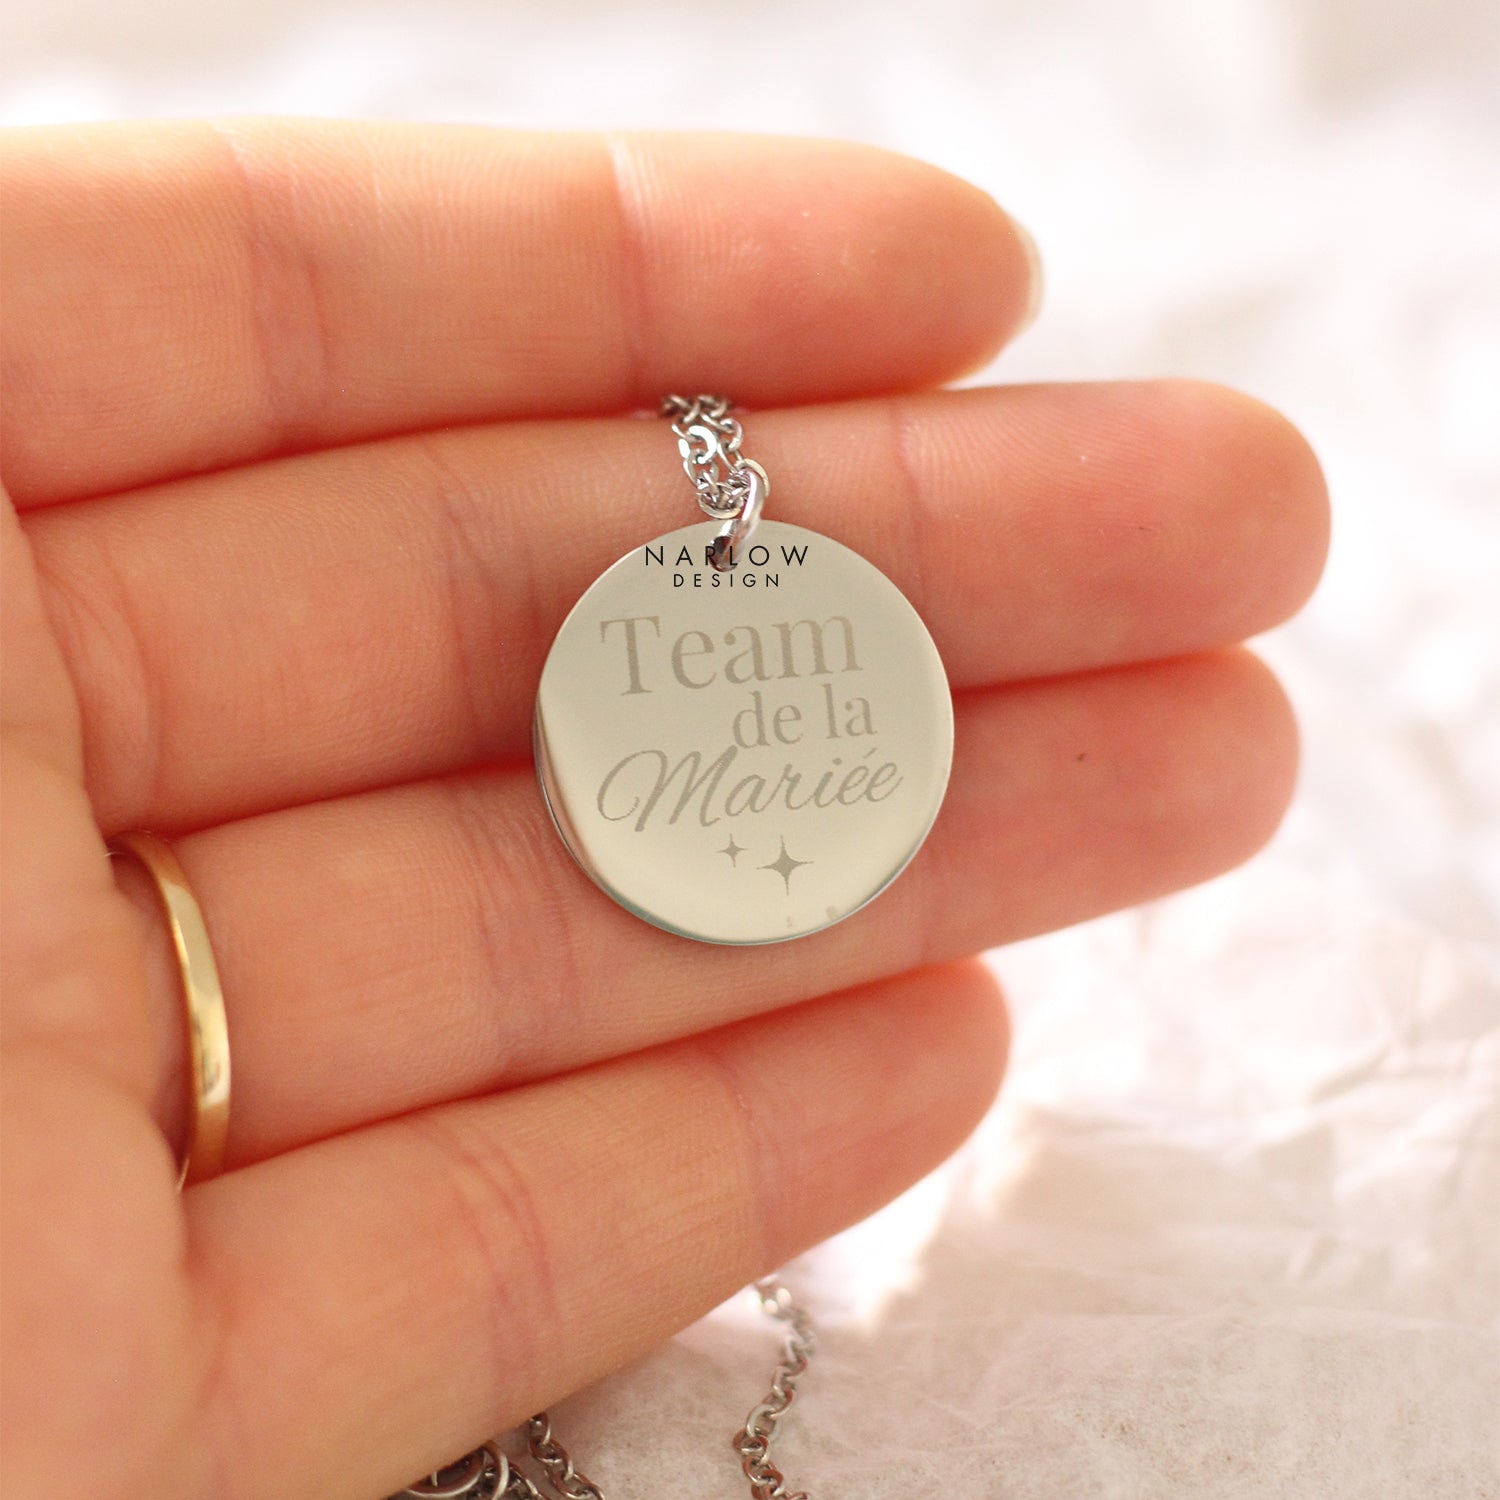 NARLOW
DESIGN
Team
de la
Mariée